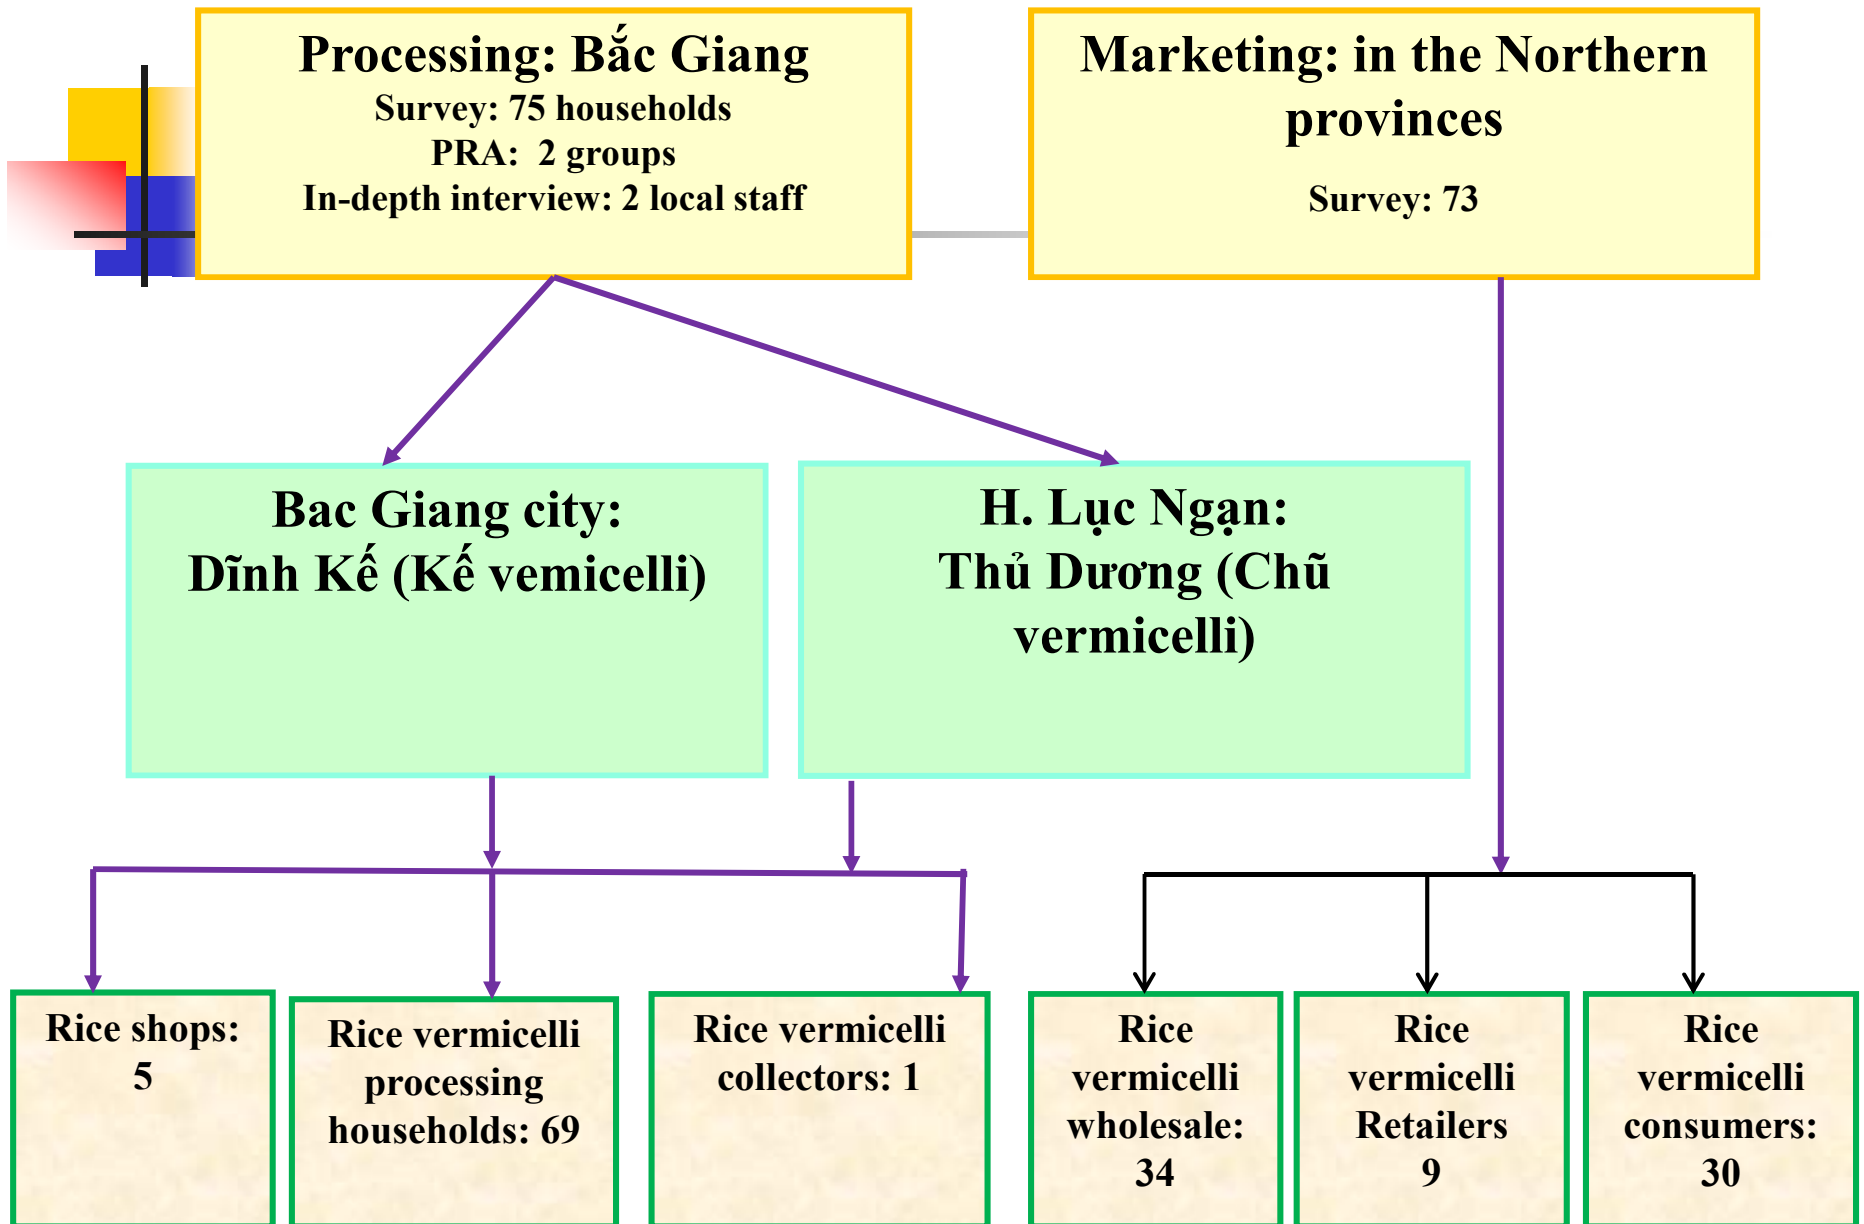 Processing: Bắc Giang
Survey: 75 households
PRA:  2 groups
In-depth interview: 2 local staff
Marketing: in the Northern
provinces
Survey: 73
Bac Giang city:
Dĩnh Kế (Kế vemicelli)
H. Lục Ngạn:
Thủ Dương (Chũ
vermicelli)
Rice shops:
5
Rice vermicelli
processing
households: 69
Rice vermicelli
collectors: 1
Rice
vermicelli
wholesale:
34
Rice
vermicelli
Retailers
9
Rice
vermicelli
consumers:
30